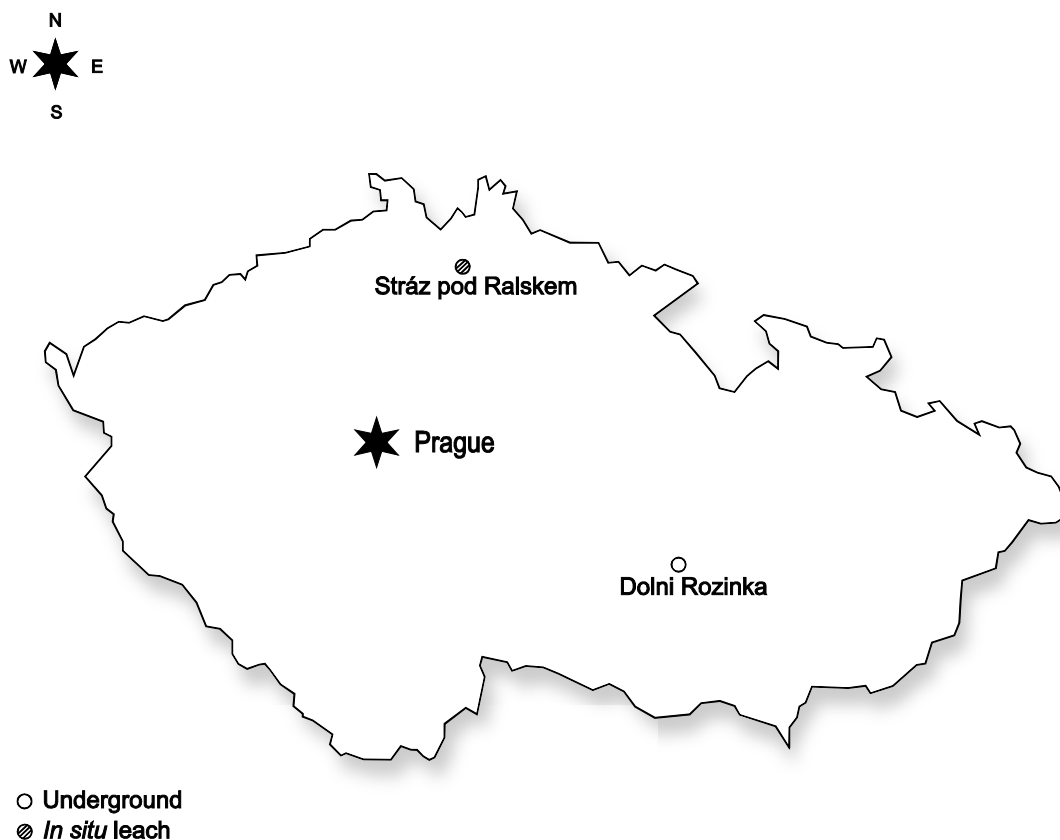 N
W E
S
Stráz pod Ralskem
Prague
Dolni Rozinka
Underground
In situ leach